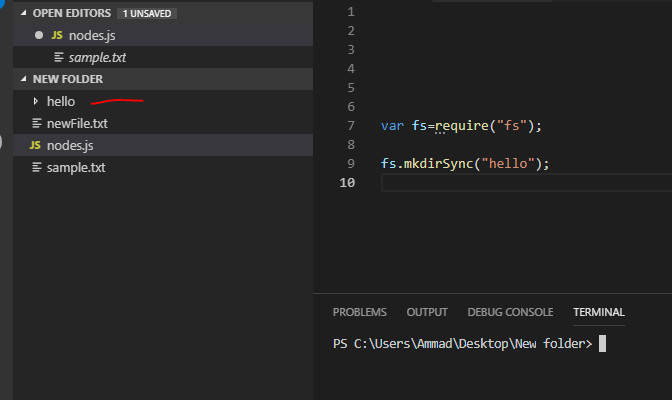 OPEN EDITORS 1 UNSAVED
JS nodes.js
sample.txt
NEW FOLDER
hello
newFile.txt
JS nodes.js
sample.txt
1
2
3
4
5
6
7 var fs=require("fs");
8
9 fs.mkdirSync("hello");
10
PROBLEMS OUTPUT DEBUG CONSOLE TERMINAL
PS C:\Users\Ammad\Desktop\New folder>